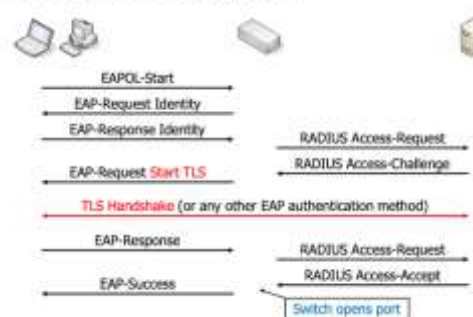 EAPOL-Start
EAP-Request Identity
EAP-Response Identity
RADIUS Access-Request
RADIUS Access-Challenge
EAP-Request Start TLS
TLS Handshake (or any other EAP authentication method)
EAP-Response
RADIUS Access-Request
RADIUS Access-Accept
EAP-Success
Switch opens port